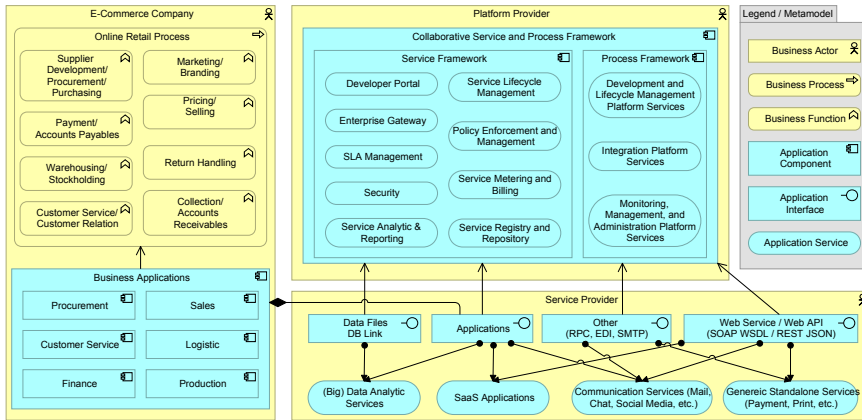 E-Commerce Company
Online Retail Process
Supplier
Development/
Procurement/
Purchasing
Marketing/
Branding
Pricing/
Selling
Payment/
Accounts Payables
Return Handling
Warehousing/
Stockholding
Customer Service/
Customer Relation
Collection/
Accounts
Receivables
Business Applications
Procurement
Sales
Customer Service
Logistic
Finance
Production
Platform Provider
Collaborative Service and Process Framework
Service Framework
Developer Portal
Service Lifecycle
Management
Enterprise Gateway
Policy Enforcement and
Management
SLA Management
Security
Service Metering and
Billing
Service Analytic &
Reporting
Service Registry and
Repository
Process Framework
Development and
Lifecycle Management
Platform Services
Integration Platform
Services
Monitoring,
Management, and
Administration Platform
Services
Service Provider
Data Files
DB Link
Applications
Other
(RPC, EDI, SMTP)
Web Service / Web API
(SOAP WSDL / REST JSON)
(Big) Data Analytic
Services
SaaS Applications
Communication Services (Mail,
Chat, Social Media, etc.)
Genereic Standalone Services
(Payment, Print, etc.)
Legend / Metamodel
Business Actor
Business Process
Business Function
Application
Component
Application
Interface
Application Service